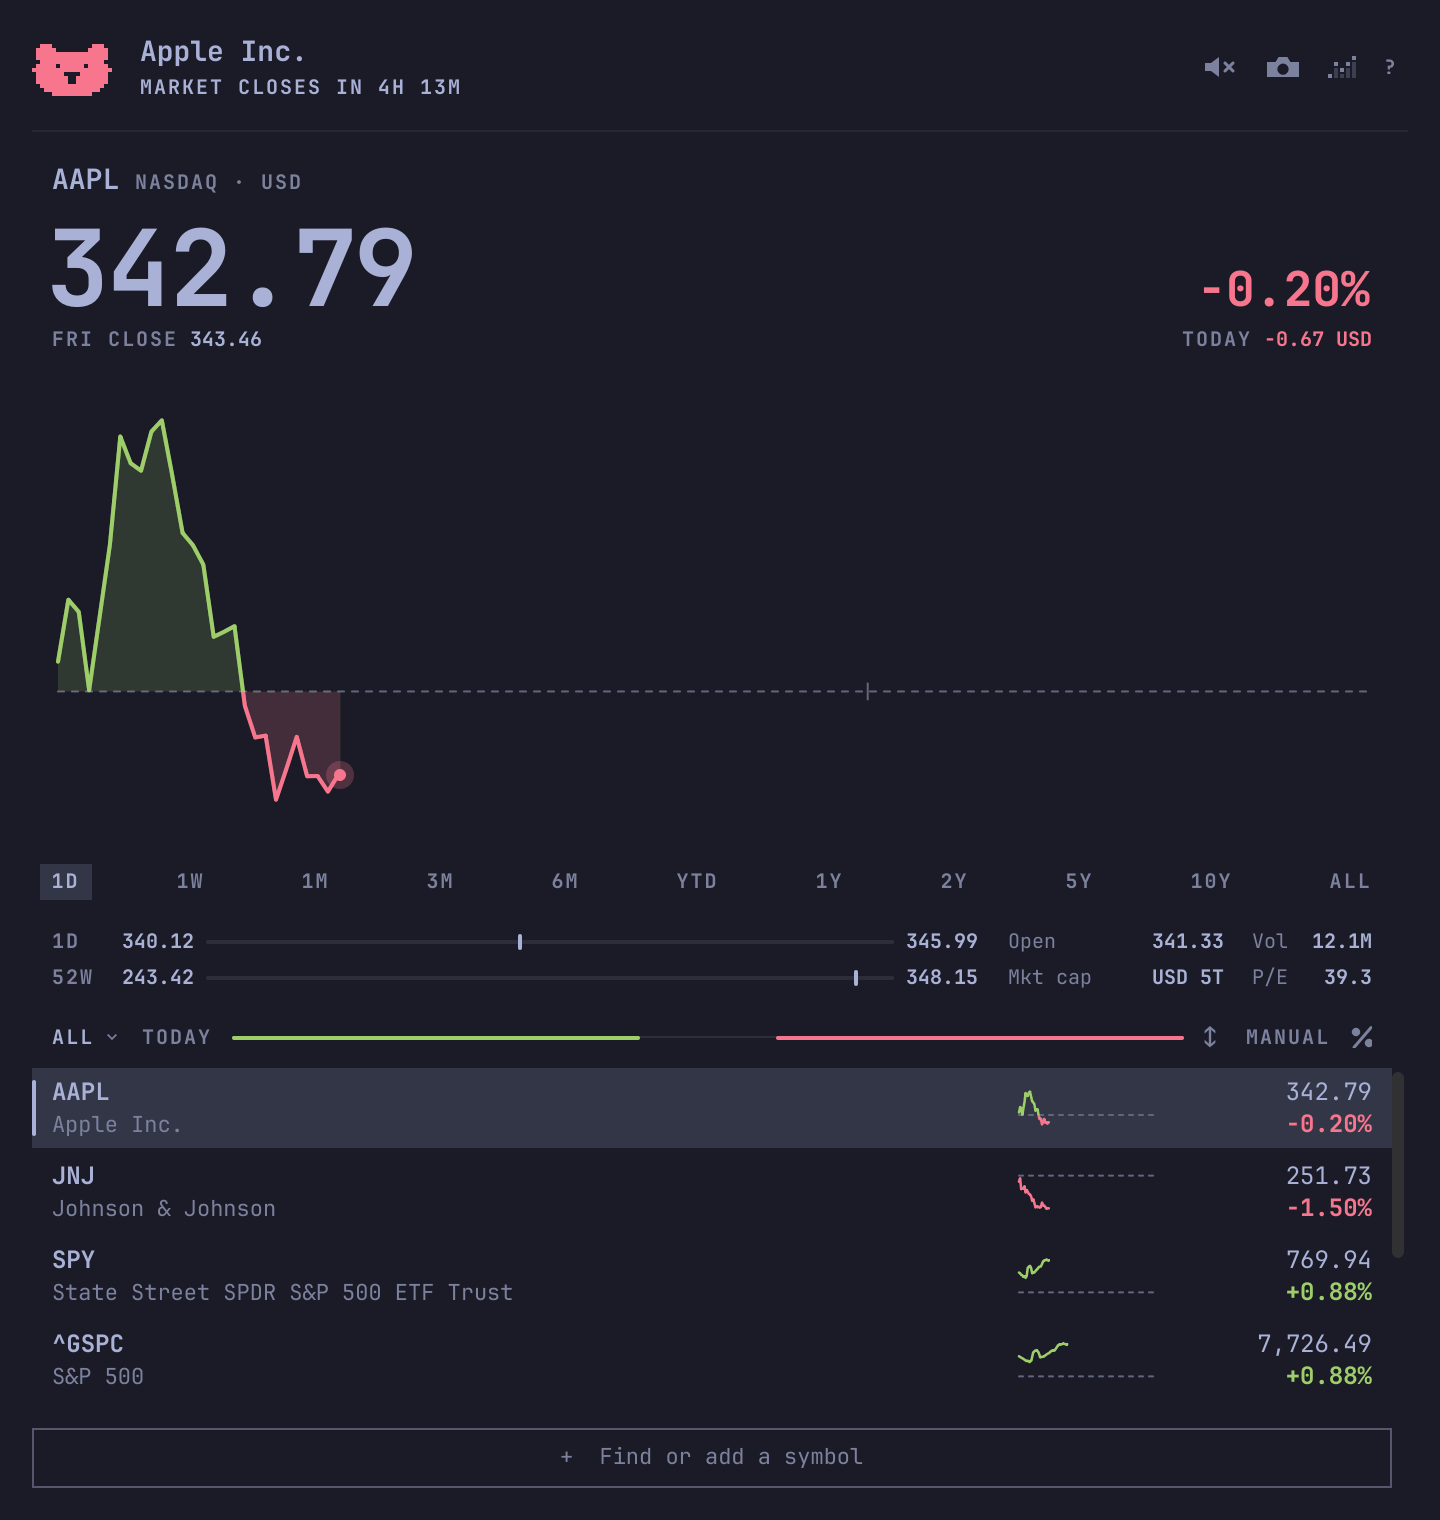 Apple Inc.
MARKET CLOSES IN 4H 13M
?
AAPL NASDAQ · USD
342.79
-0.20%
FRI CLOSE 343.46
TODAY -0.67 USD
1D 1W 1M 3M 6M YTD 1Y 2Y 5Y 10Y ALL
1D 340.12 345.99 Open 341.33 Vol 12.1M
52W 243.42 348.15 Mkt cap USD 5T P/E 39.3
ALL TODAY MANUAL %
AAPL 342.79
Apple Inc. -0.20%
JNJ 251.73
Johnson & Johnson -1.50%
SPY 769.94
State Street SPDR S&P 500 ETF Trust +0.88%
^GSPC 7,726.49
S&P 500 +0.88%
+ Find or add a symbol